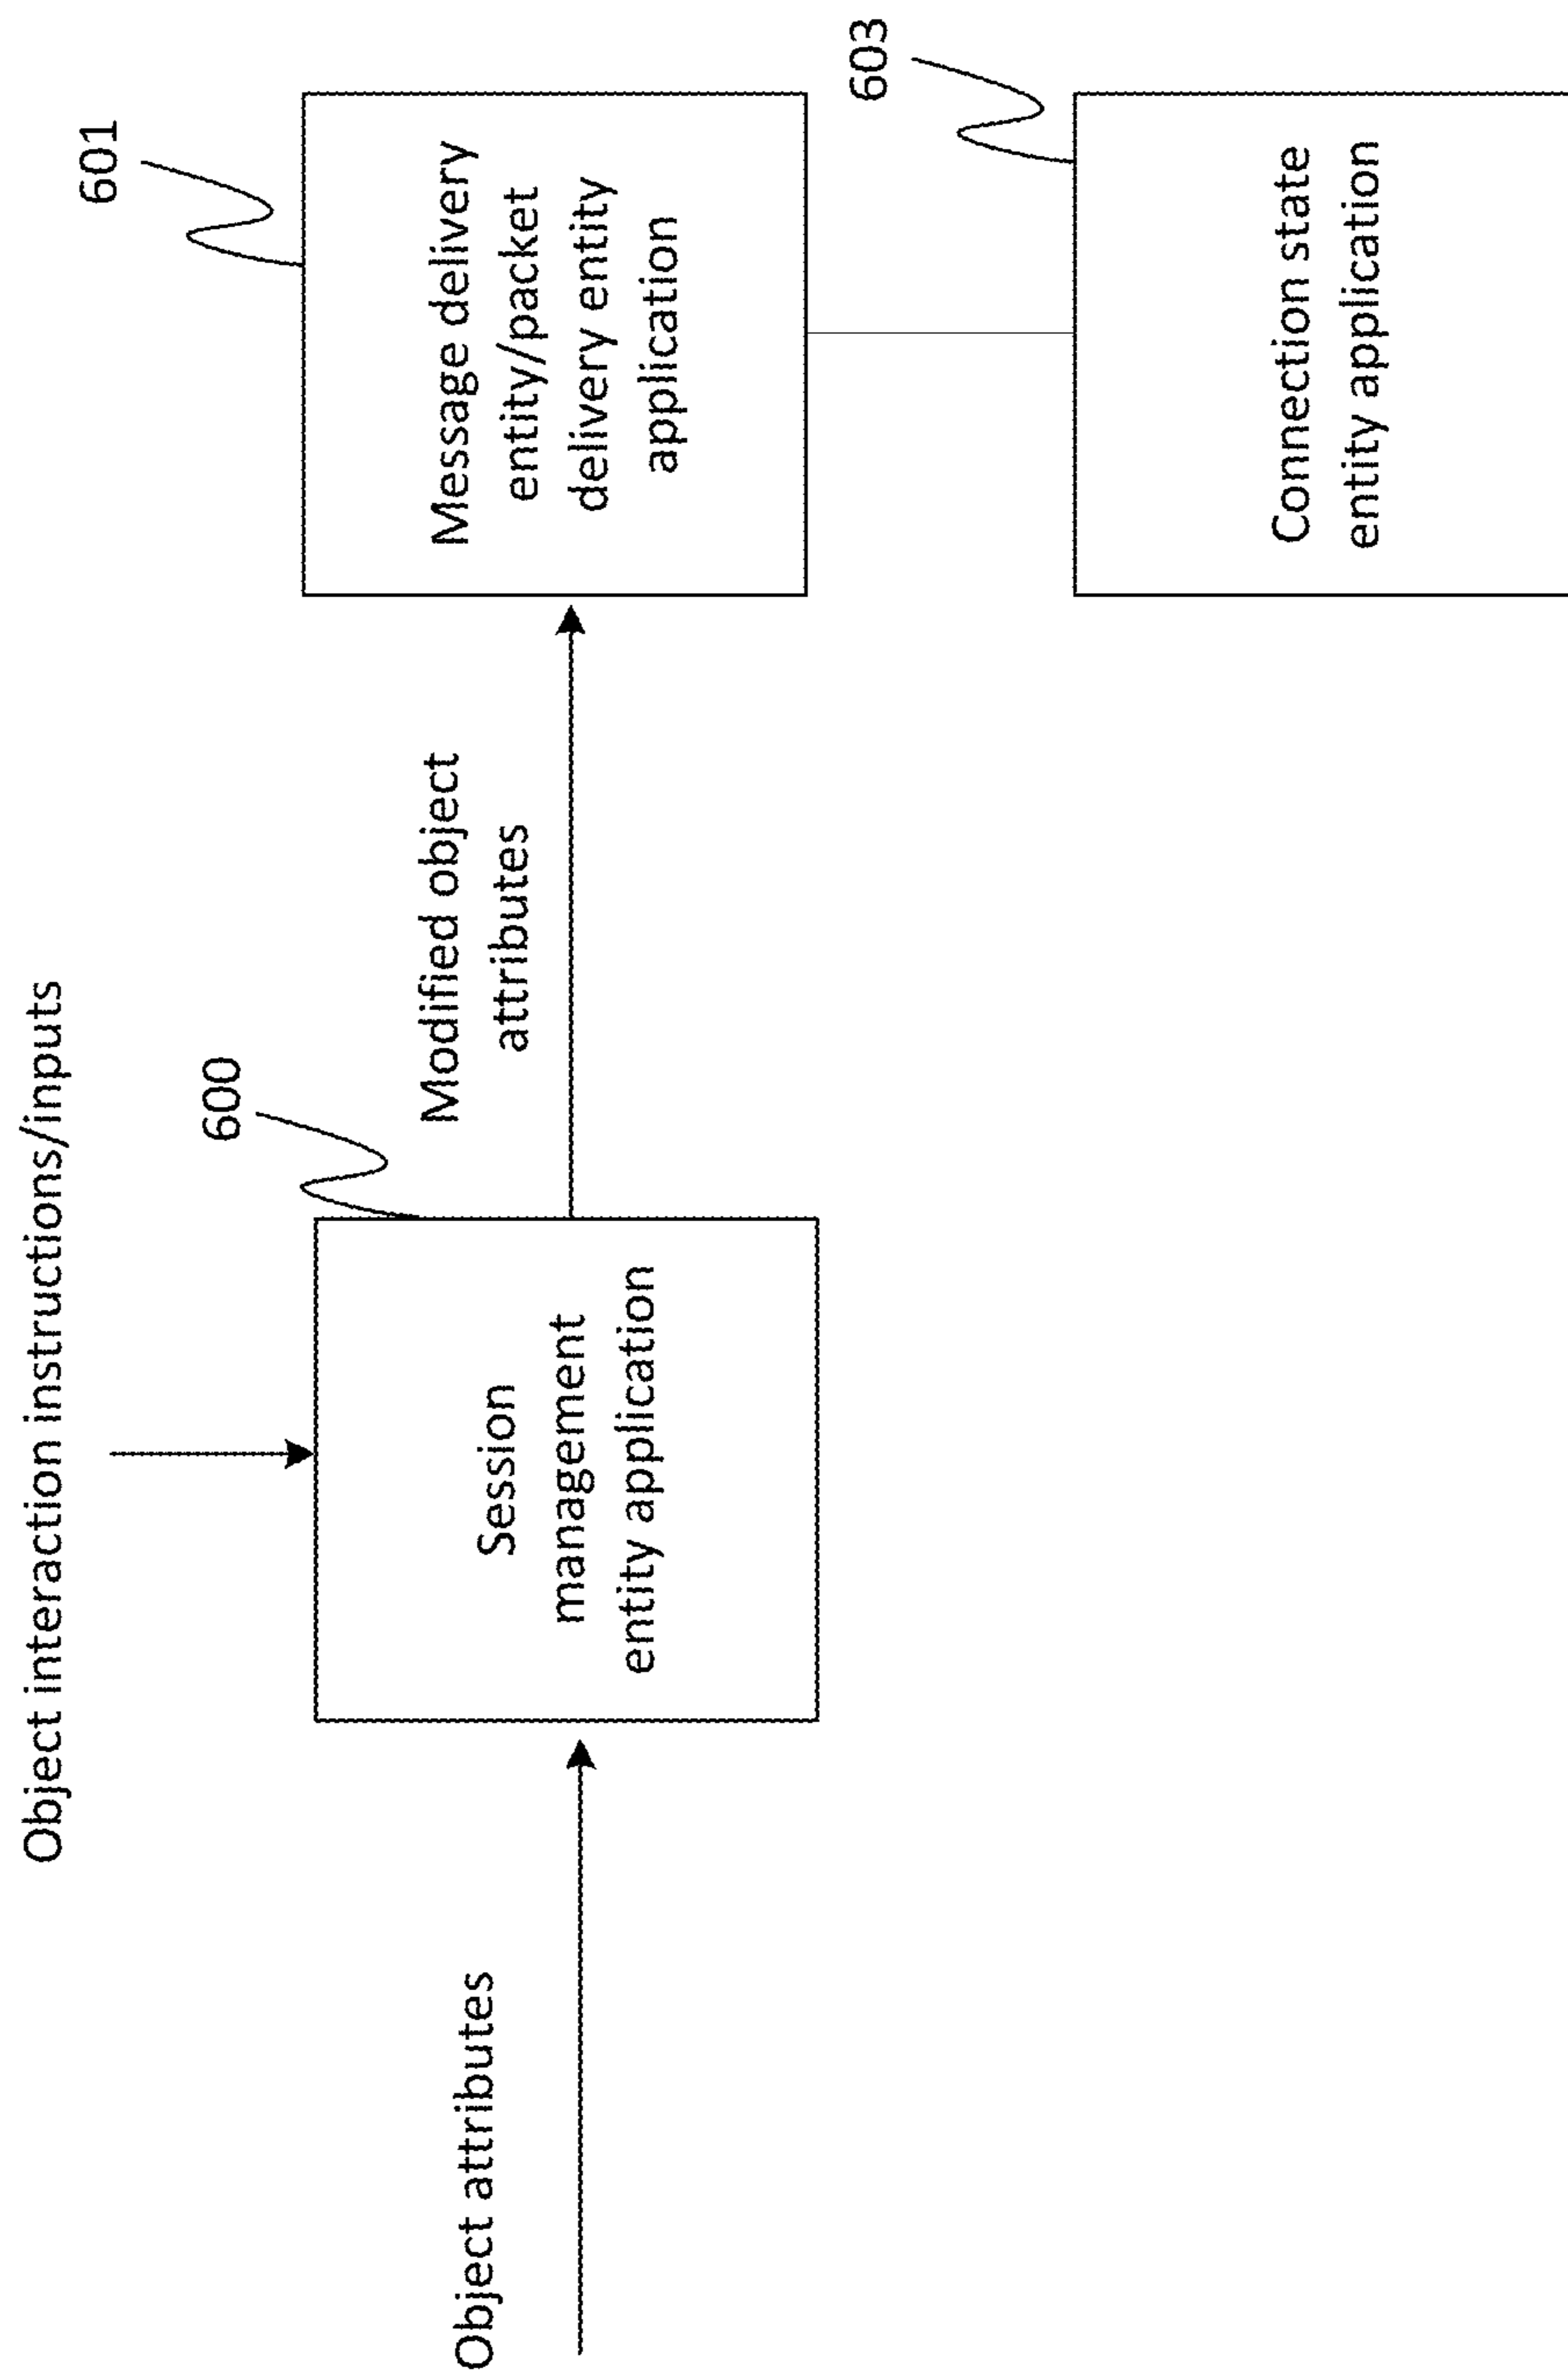 Object interaction instructions/inputs
600
601
Object attributes
Session
management
entity application
Modified object
attributes
Message delivery
entity/packet
delivery entity
application
603
Connection state
entity application